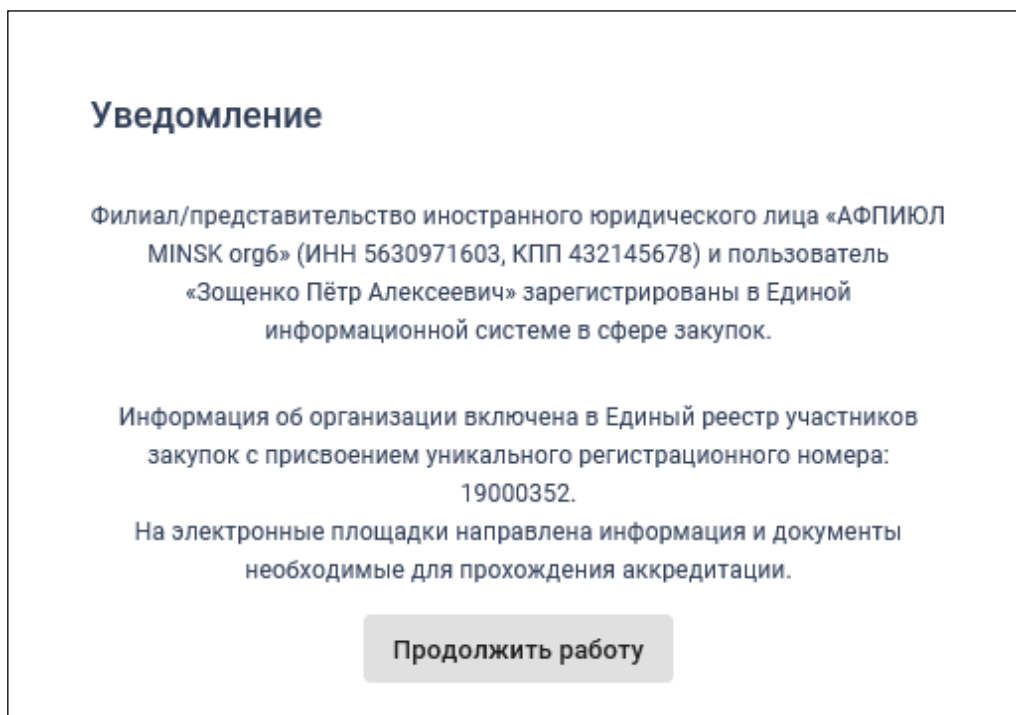 Уведомление
Филиал/представительство иностранного юридического лица «АФПИЮЛ
MINSK org6» (ИНН 5630971603, КПП 432145678) и пользователь
«Зощенко Пётр Алексеевич» зарегистрированы в Единой
информационной системе в сфере закупок.
Информация об организации включена в Единый реестр участников
закупок с присвоением уникального регистрационного номера:
19000352.
На электронные площадки направлена информация и документы
необходимые для прохождения аккредитации.
Продолжить работу